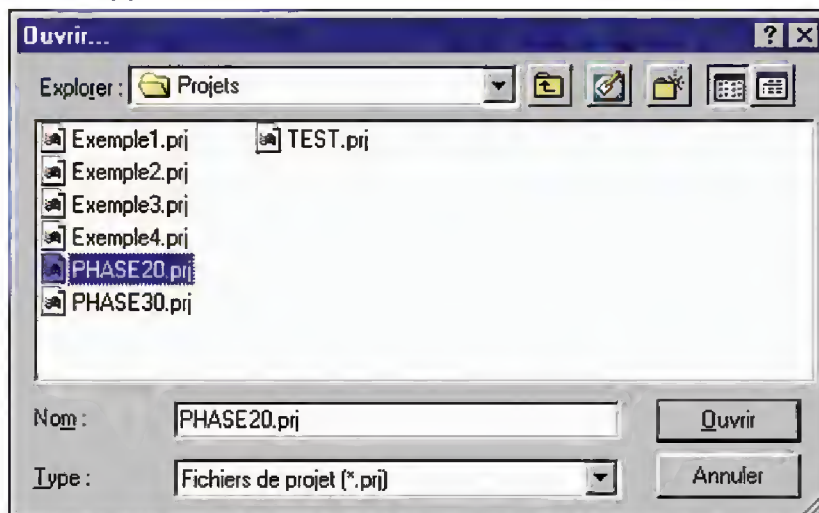 Ouvrir...
Explorer : Projets
Exemple1.prj
Exemple2.prj
Exemple3.prj
Exemple4.prj
PHASE20.prj
PHASE30.prj
TEST.prj
Nom : PHASE20.prj Ouvrir
Type : Fichiers de projet (*.prj) Annuler